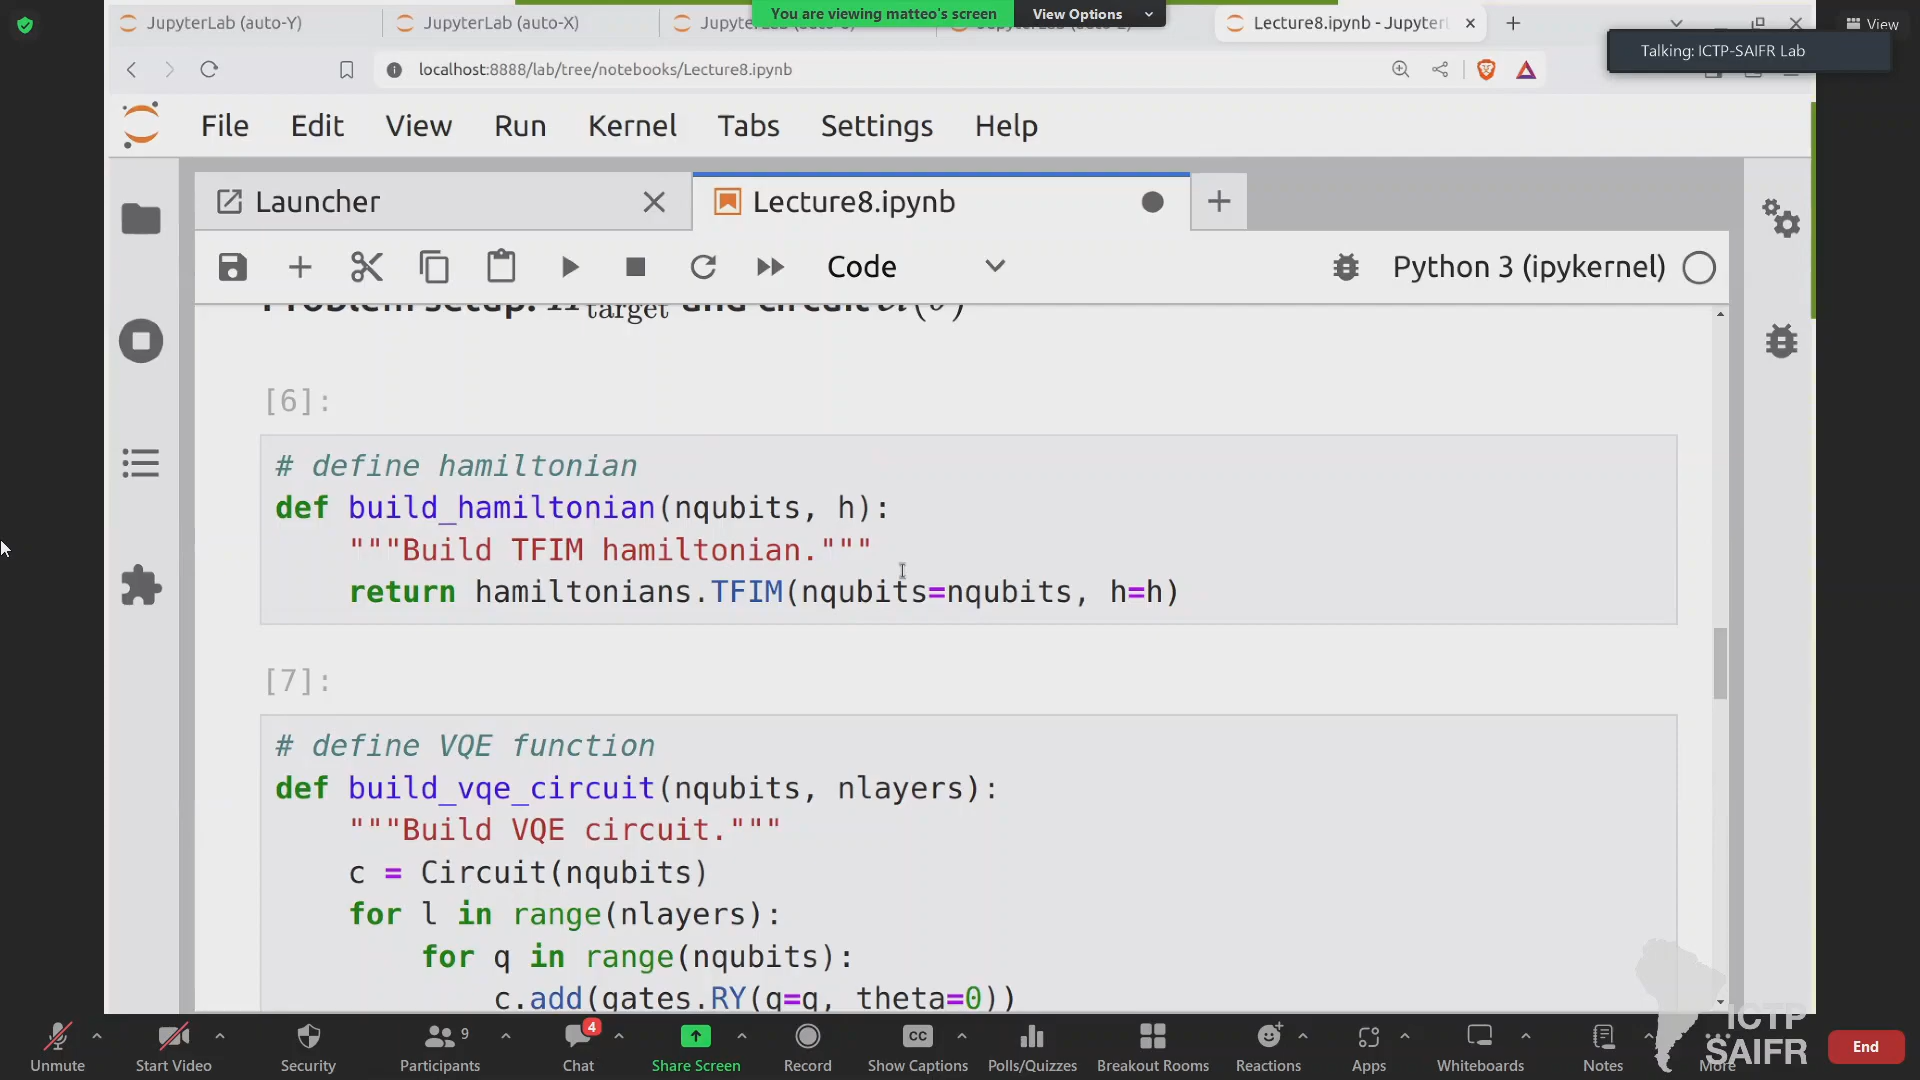 JupyterLab (auto-Y)
JupyterLab (auto-X)
You are viewing matteo's screen
View Options
Lecture8.ipynb - Jupyter
View
Talking: ICTP-SAIFR Lab
localhost:8888/lab/tree/notebooks/Lecture8.ipynb
File Edit View Run Kernel Tabs Settings Help
Launcher
Lecture8.ipynb
Code
Python 3 (ipykernel)
target
[6]:
# define hamiltonian
def build_hamiltonian(nqubits, h):
"""Build TFIM hamiltonian."""
return hamiltonians.TFIM(nqubits=nqubits, h=h)
[7]:
# define VQE function
def build_vqe_circuit(nqubits, nlayers):
"""Build VQE circuit."""
c = Circuit(nqubits)
for l in range(nlayers):
for q in range(nqubits):
c.add(gates.RY(q=q, theta=0))
ICTP
SAIFR
9
4
CC
Unmute
Start Video
Security
Participants
Chat
Share Screen
Record
Show Captions
Polls/Quizzes
Breakout Rooms
Reactions
Apps
Whiteboards
Notes
More
End